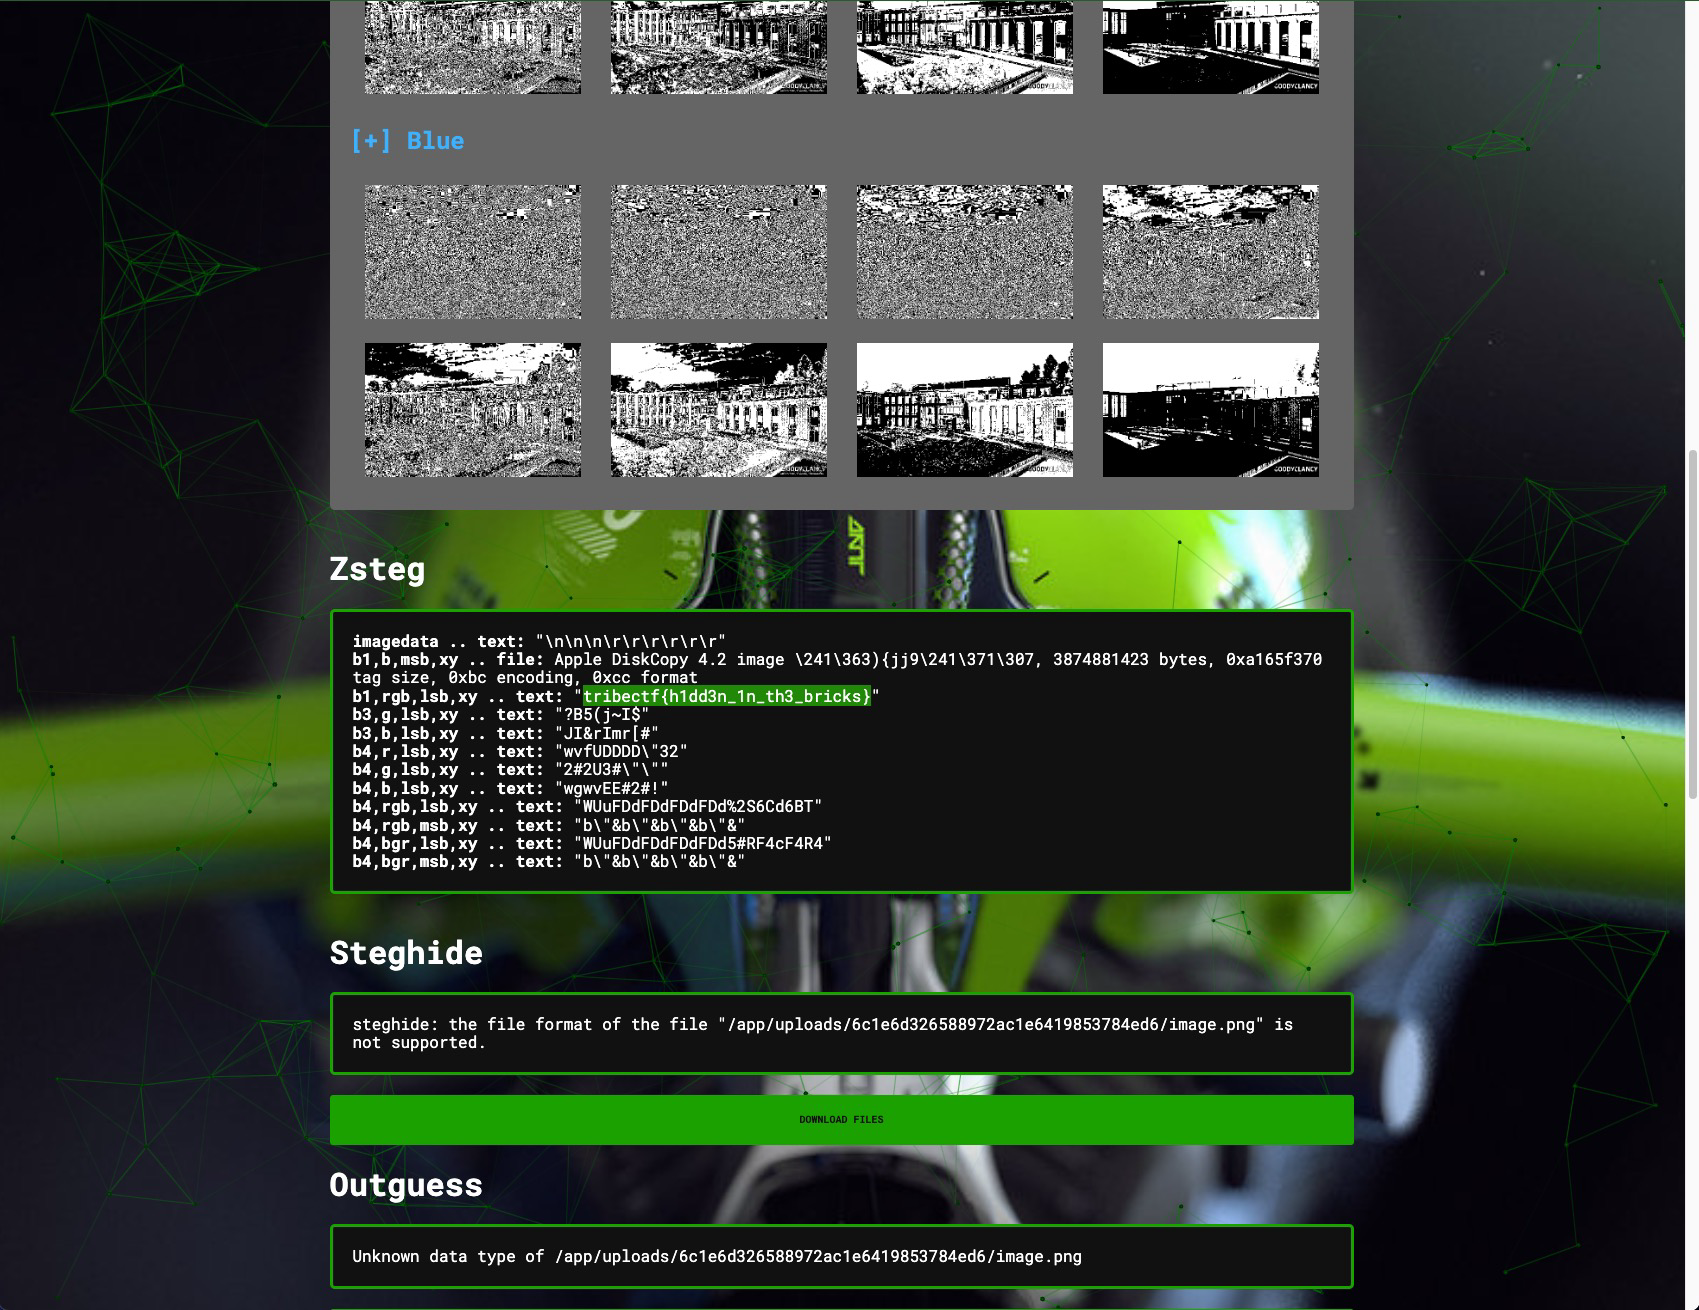 [+] Blue
GOODY CLANCY
Zsteg
imagedata .. text: "\n\n\n\r\r\r\r\r\r"
b1,b,msb,xy .. file: Apple DiskCopy 4.2 image \241\363){jj9\241\371\307, 3874881423 bytes, 0xa165f370
tag size, 0xbc encoding, 0xcc format
b1,rgb,lsb,xy .. text: "tribectf{h1dd3n_1n_th3_bricks}"
b3,g,lsb,xy .. text: "?B5(j~I$"
b3,b,lsb,xy .. text: "JI&rImr[#"
b4,r,lsb,xy .. text: "wvfUDDDD\"32"
b4,g,lsb,xy .. text: "2#2U3#\"\""
b4,b,lsb,xy .. text: "wgwvEE#2#!"
b4,rgb,lsb,xy .. text: "WUuFDdFDdFDdFDd%2S6Cd6BT"
b4,rgb,msb,xy .. text: "b\"&b\"&b\"&b\"&"
b4,bgr,lsb,xy .. text: "WUuFDdFDdFDdFDd5#RF4cF4R4"
b4,bgr,msb,xy .. text: "b\"&b\"&b\"&b\"&"
Steghide
steghide: the file format of the file "/app/uploads/6c1e6d326588972ac1e6419853784ed6/image.png" is
not supported.
DOWNLOAD FILES
Outguess
Unknown data type of /app/uploads/6c1e6d326588972ac1e6419853784ed6/image.png